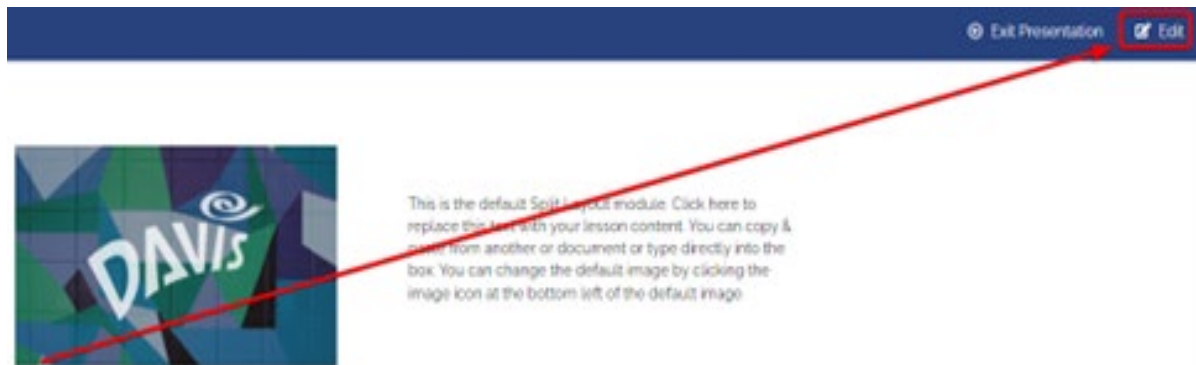 Exit Presentation
Edit
DAVIS
This is the default Split Layout module. Click here to
replace this text with your lesson content. You can copy &
paste from another or document or type directly into the
box. You can change the default image by clicking the
image icon at the bottom left of the default image